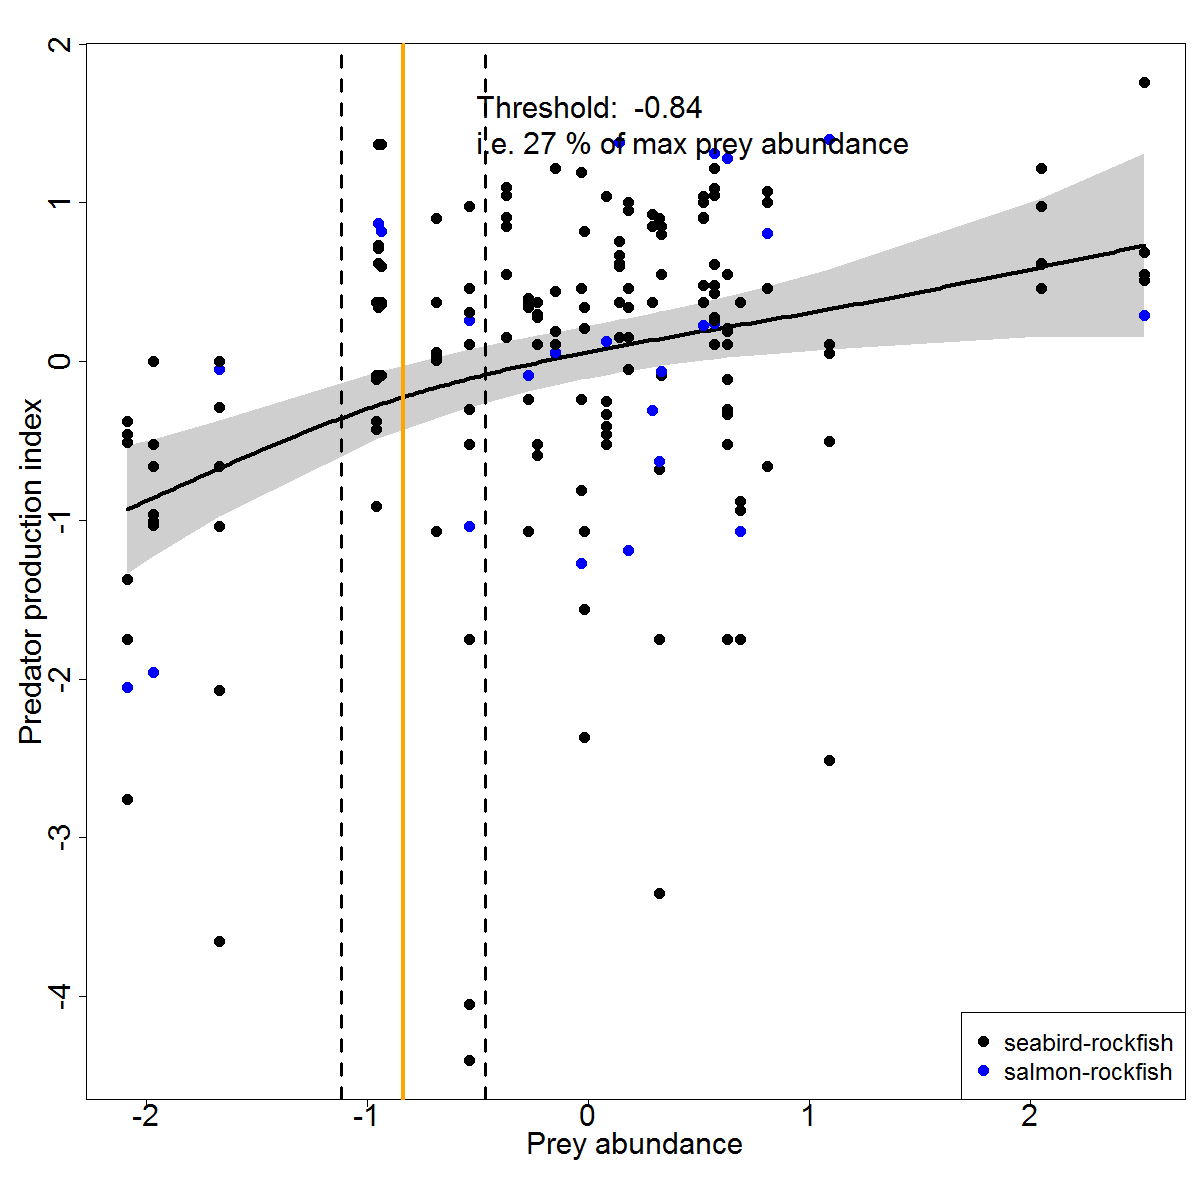 Threshold: -0.84
i.e. 27 % of max prey abundance
2
1
0
-1
-2
-3
-4
Predator production index
seabird-rockfish
salmon-rockfish
-2 -1 0 1 2
Prey abundance